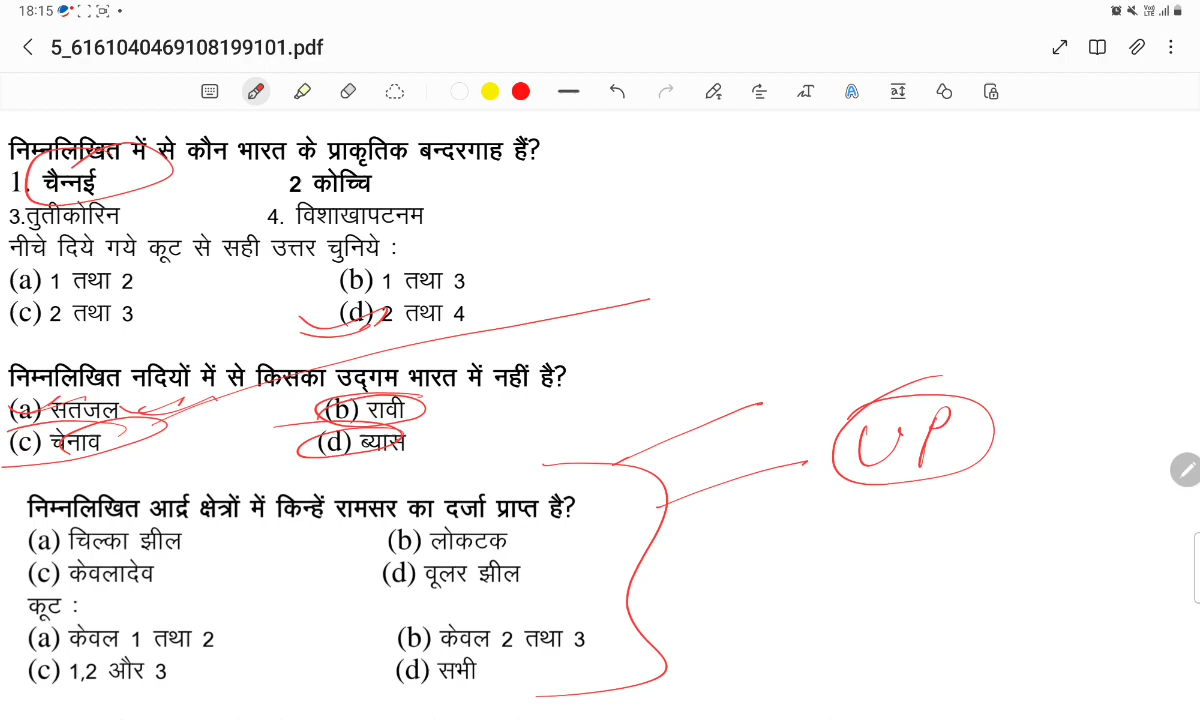 18:15
5_6161040469108199101.pdf
निम्नलिखित में से कौन भारत के प्राकृतिक बन्दरगाह हैं?
1. चैन्नई 2 कोच्चि
3.तुतीकोरिन 4. विशाखापटनम
नीचे दिये गये कूट से सही उत्तर चुनिये :
(a) 1 तथा 2 (b) 1 तथा 3
(c) 2 तथा 3 (d) 2 तथा 4
निम्नलिखित नदियों में से किसका उद्गम भारत में नहीं है?
(a) सतजल (b) रावी
(c) चेनाव (d) ब्यास
UP
निम्नलिखित आर्द्र क्षेत्रों में किन्हें रामसर का दर्जा प्राप्त है?
(a) चिल्का झील (b) लोकटक
(c) केवलादेव (d) वूलर झील
कूट :
(a) केवल 1 तथा 2 (b) केवल 2 तथा 3
(c) 1,2 और 3 (d) सभी